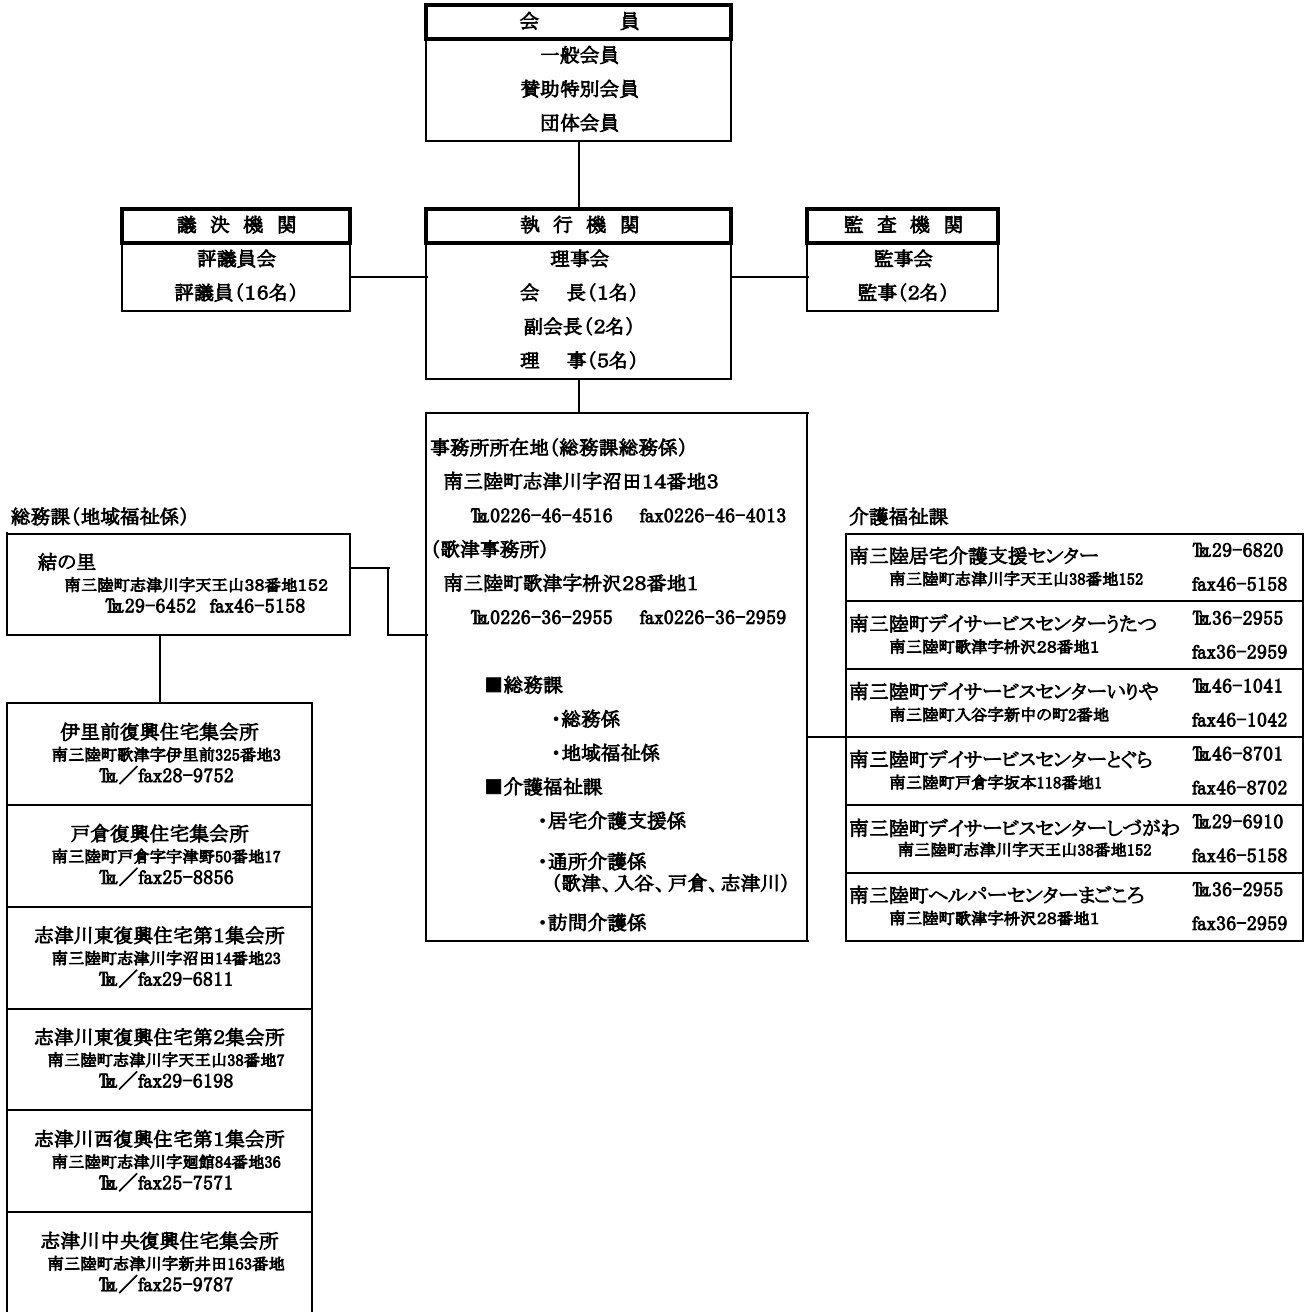 会　員
一般会員
賛助特別会員
団体会員
議 決 機 関
評議員会
評議員(16名)
執 行 機 関
理事会
会　長(1名)
副会長(2名)
理　事(5名)
監 査 機 関
監事会
監事(2名)
事務所所在地(総務課総務係)
南三陸町志津川字沼田14番地3
℡0226-46-4516　fax0226-46-4013
(歌津事務所)
南三陸町歌津字枡沢28番地1
℡0226-36-2955　fax0226-36-2959
■総務課
・総務係
・地域福祉係
■介護福祉課
・居宅介護支援係
・通所介護係
(歌津、入谷、戸倉、志津川)
・訪問介護係
総務課(地域福祉係)
結の里
南三陸町志津川字天王山38番地152
℡29-6452 fax46-5158
伊里前復興住宅集会所
南三陸町歌津字伊里前325番地3
℡／fax28-9752
戸倉復興住宅集会所
南三陸町戸倉字宇津野50番地17
℡／fax25-8856
志津川東復興住宅第1集会所
南三陸町志津川字沼田14番地23
℡／fax29-6811
志津川東復興住宅第2集会所
南三陸町志津川字天王山38番地7
℡／fax29-6198
志津川西復興住宅第1集会所
南三陸町志津川字廻館84番地36
℡／fax25-7571
志津川中央復興住宅集会所
南三陸町志津川字新井田163番地
℡／fax25-9787
介護福祉課
南三陸居宅介護支援センター
℡29-6820
南三陸町志津川字天王山38番地152
fax46-5158
南三陸町デイサービスセンターうたつ
℡36-2955
南三陸町歌津字枡沢28番地1
fax36-2959
南三陸町デイサービスセンターいりや
℡46-1041
南三陸町入谷字新中の町2番地
fax46-1042
南三陸町デイサービスセンターとぐら
℡46-8701
南三陸町戸倉字坂本118番地1
fax46-8702
南三陸町デイサービスセンターしづがわ
℡29-6910
南三陸町志津川字天王山38番地152
fax46-5158
南三陸町ヘルパーセンターまごころ
℡36-2955
南三陸町歌津字枡沢28番地1
fax36-2959